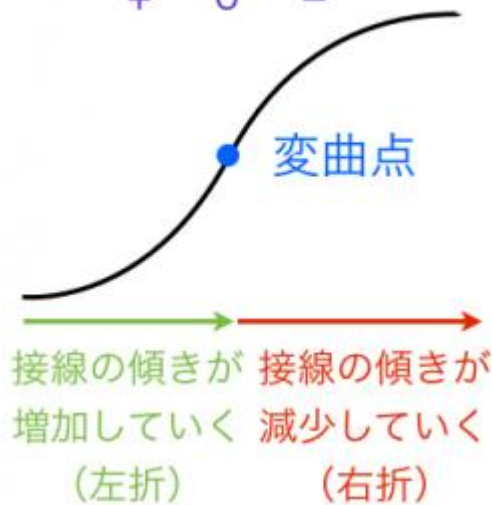 変曲点
接線の傾きが 接線の傾きが
増加していく 減少していく
（左折） （右折）